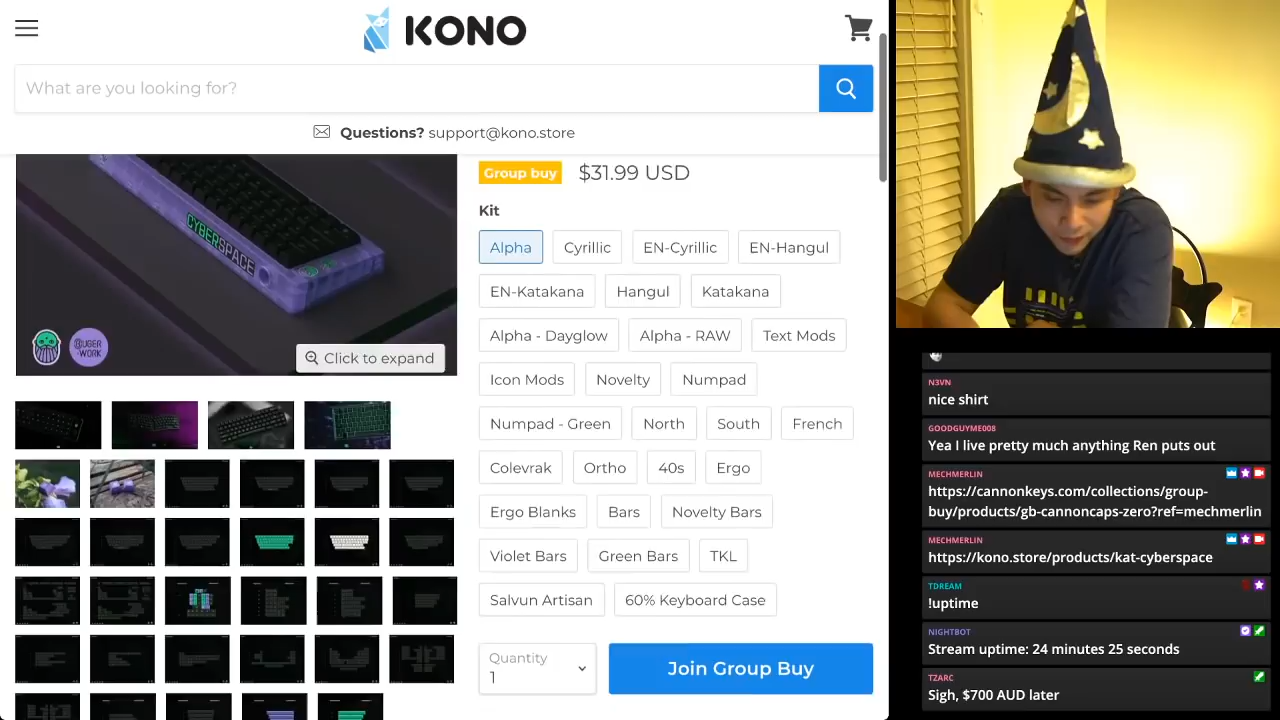 KONO
What are you looking for?
Questions? support@kono.store
Group buy $31.99 USD
Kit
Alpha
Cyrillic
EN-Cyrillic
EN-Hangul
EN-Katakana
Hangul
Katakana
Alpha - Dayglow
Alpha - RAW
Text Mods
Icon Mods
Novelty
Numpad
Numpad - Green
North
South
French
Colevrak
Ortho
40s
Ergo
Ergo Blanks
Bars
Novelty Bars
Violet Bars
Green Bars
TKL
Salvun Artisan
60% Keyboard Case
Quantity
1
Join Group Buy
CYBERSPACE
Click to expand
N3VN
nice shirt
GOODGUYME008
Yea I live pretty much anything Ren puts out
MECHMERLIN
https://cannonkeys.com/collections/group-
buy/products/gb-cannoncaps-zero?ref=mechmerlin
MECHMERLIN
https://kono.store/products/kat-cyberspace
TDREAM
!uptime
NIGHTBOT
Stream uptime: 24 minutes 25 seconds
TZARC
Sigh, $700 AUD later